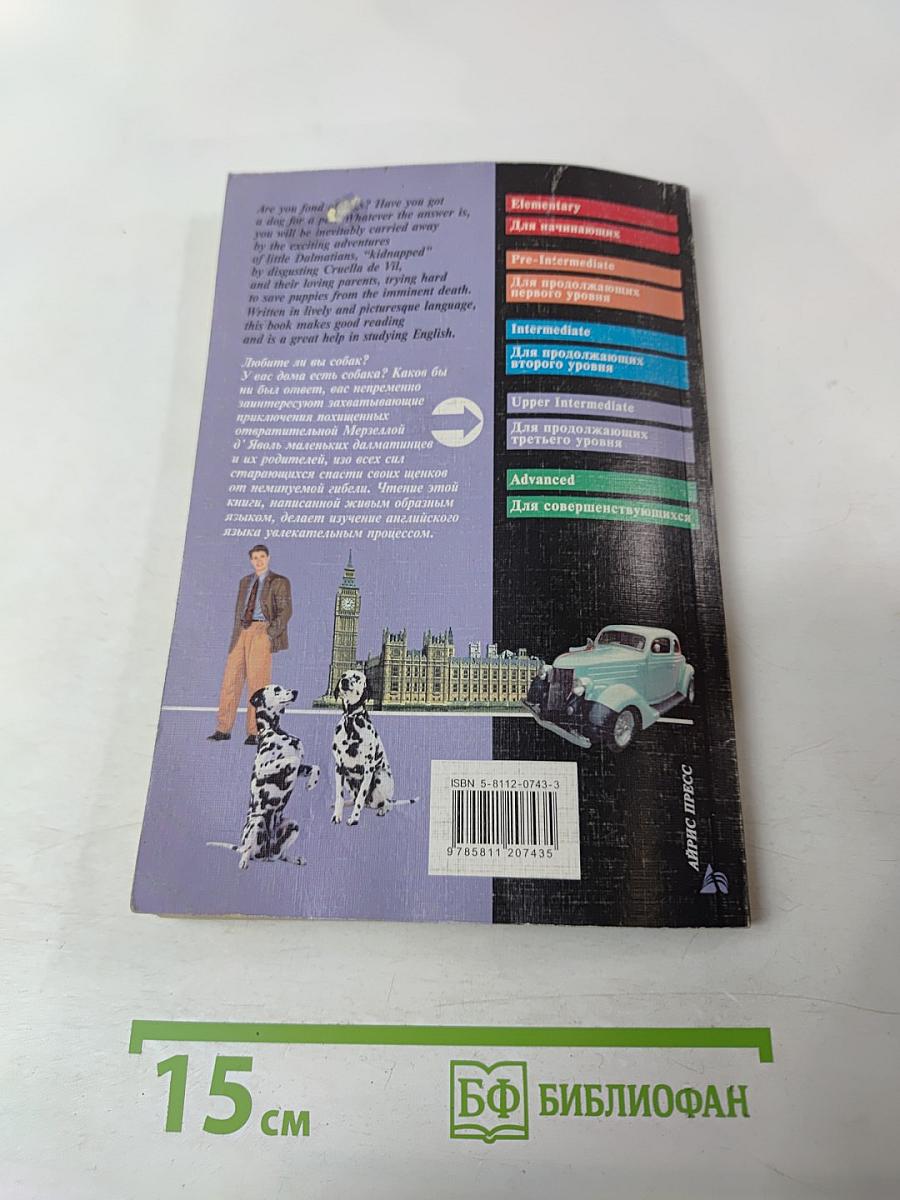 Are you fond ? Have you got
a dog for a Whatever the answer is,
you will be inevitably carried away
by the exciting adventures
of little Dalmatians, "kidnapped"
by disgusting Cruella de Vil,
and their loving parents, trying hard
to save puppies from the imminent death.
Written in lively and picturesque language,
this book makes good reading
and is a great help in studying English.
Любите ли вы собак?
У вас дома есть собака? Каков бы
ни был ответ, вас непременно
заинтересуют захватывающие
приключения похищенных
отвратительной Мерзеллой
д' Яволь маленьких далматинцев
и их родителей, изо всех сил
старающихся спасти своих щенков
от неминуемой гибели. Чтение этой
книги, написанной живым образным
языком, делает изучение английского
языка увлекательным процессом.
Elementary
Для начинающих
Pre-Intermediate
Для продолжающих
первого уровня
Intermediate
Для продолжающих
второго уровня
Upper Intermediate
Для продолжающих
третьего уровня
Advanced
Для совершенствующихся
ISBN 5-8112-0743-3
9785811 207435
АЙРИС ПРЕСС
15 см
БФ БИБЛИОФАН